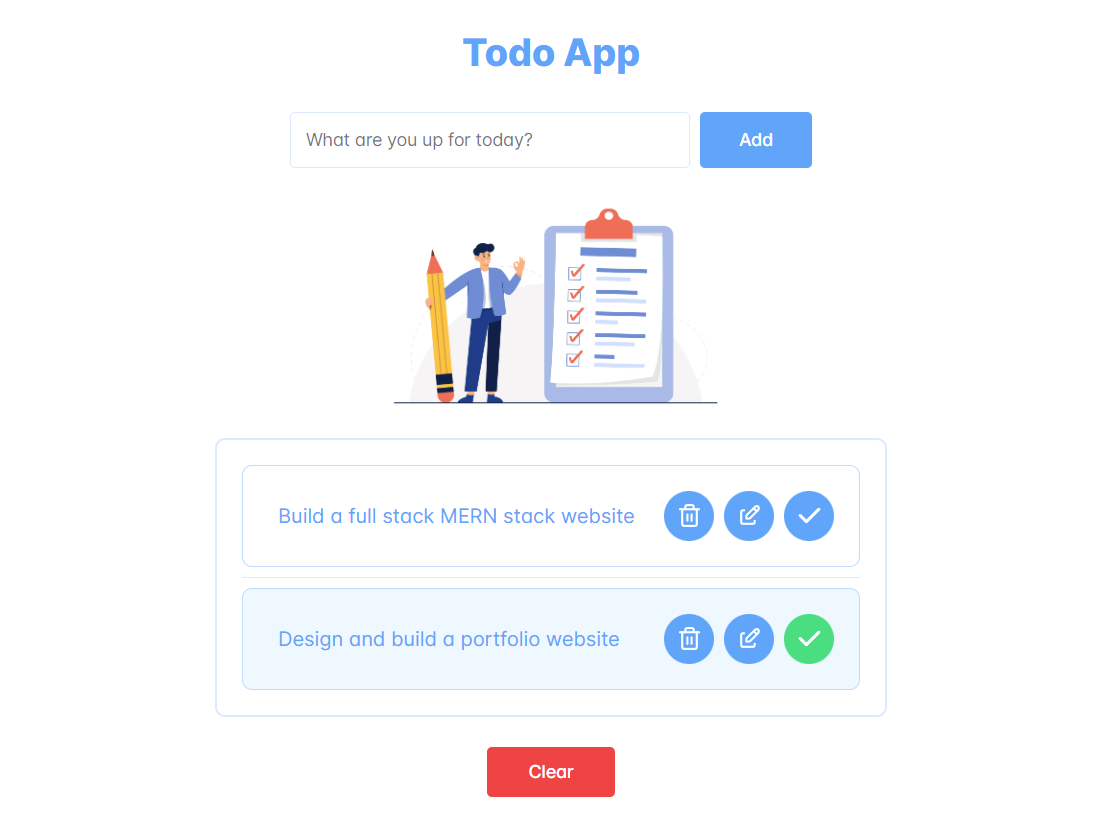 Todo App
What are you up for today?
Add
Build a full stack MERN stack website
Design and build a portfolio website
Clear